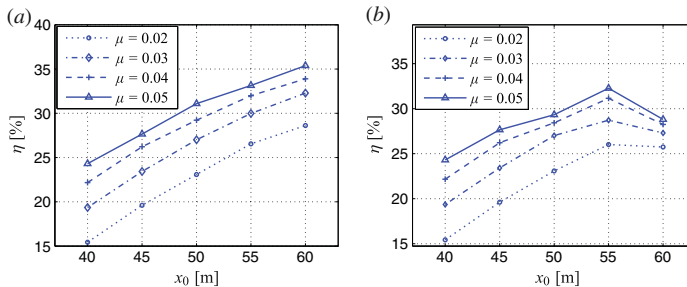 (a)
40
35
30
25
20
15
η [%]
μ = 0.02
μ = 0.03
μ = 0.04
μ = 0.05
40 45 50 55 60
x₀ [m]
(b)
35
30
25
20
15
η [%]
μ = 0.02
μ = 0.03
μ = 0.04
μ = 0.05
40 45 50 55 60
x₀ [m]